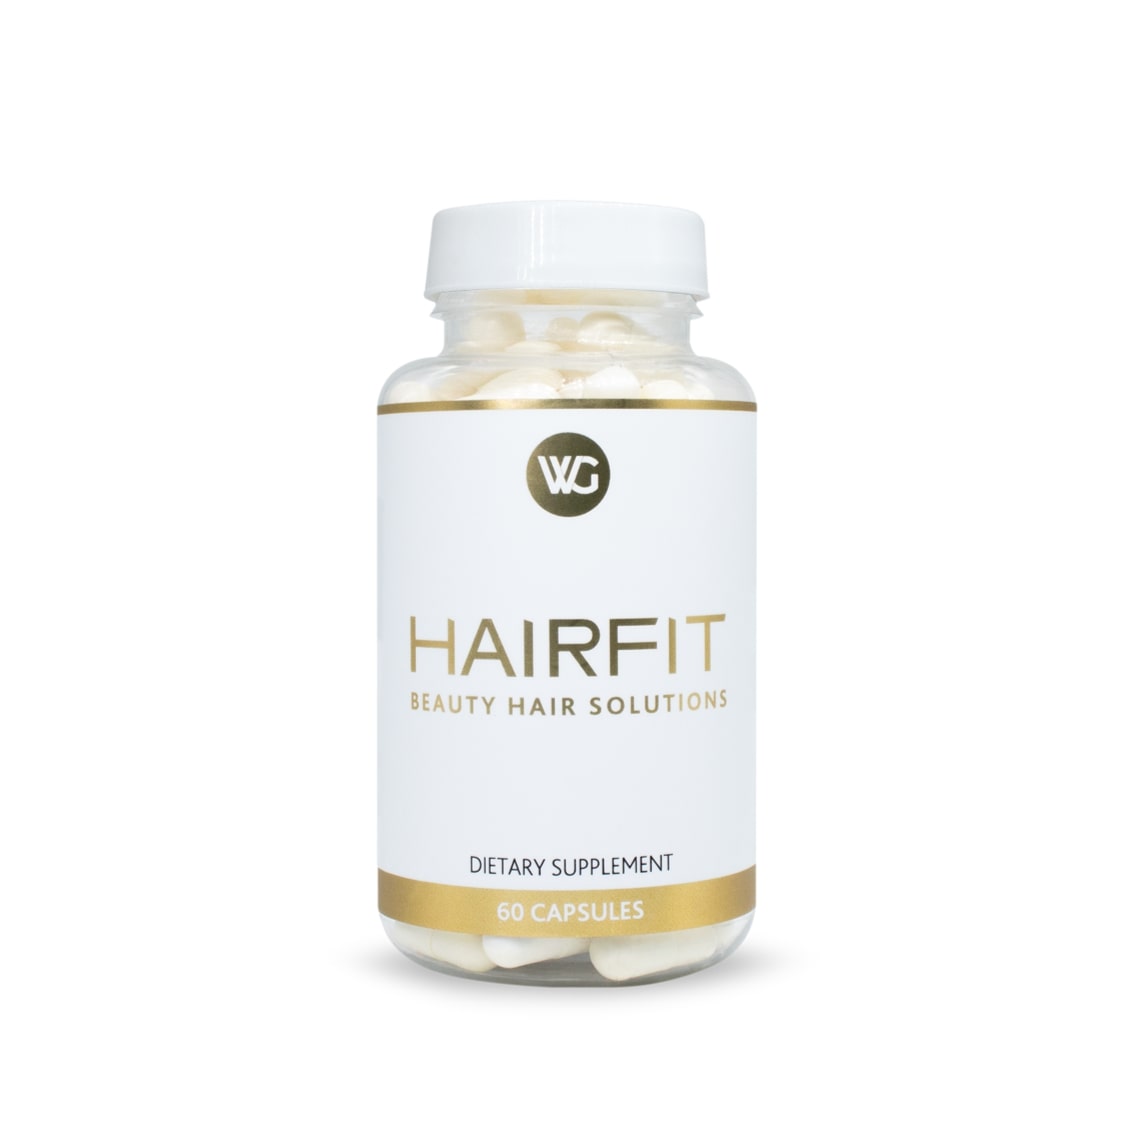 WG
HAIRFIT
BEAUTY HAIR SOLUTIONS
DIETARY SUPPLEMENT
60 CAPSULES